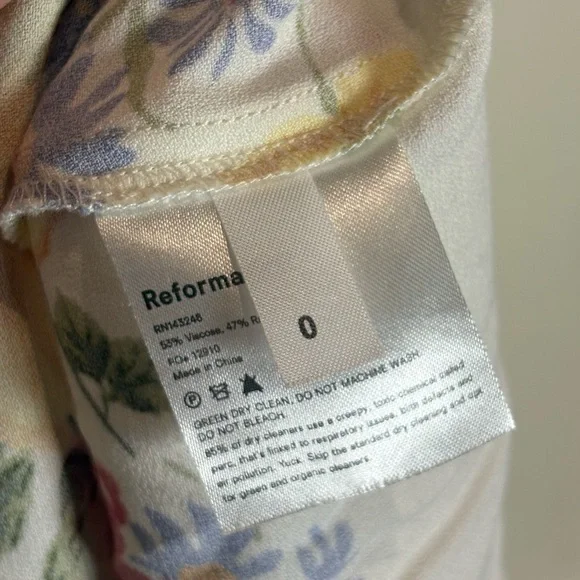 Reforma
RN143246
53% Viscose, 47% R
PO# 12910
Made in China
0
P
GREEN DRY CLEAN, DO NOT MACHINE WASH
DO NOT BLEACH.
85% of dry cleaners use a creepy, toxic chemical called
perc, that's linked to respiratory issues, birth defects and
air pollution. Yuck. Skip the standard dry cleaning and opt
for green and organic cleaners.